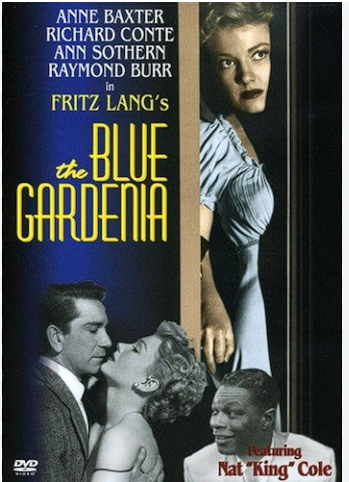 ANNE BAXTER
RICHARD CONTE
ANN SOTHERN
RAYMOND BURR
in
FRITZ LANG's
the BLUE
GARDENIA
Featuring
Nat "King" Cole
DVD
VIDEO